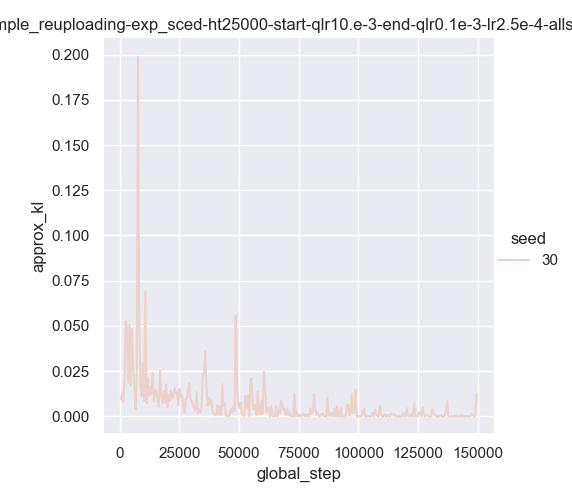 mple_reuploading-exp_sced-ht25000-start-qlr10.e-3-end-qlr0.1e-3-lr2.5e-4-alls
0.200
0.175
0.150
0.125
0.100
0.075
0.050
0.025
0.000
approx_kl
0 25000 50000 75000 100000 125000 150000
global_step
seed
30